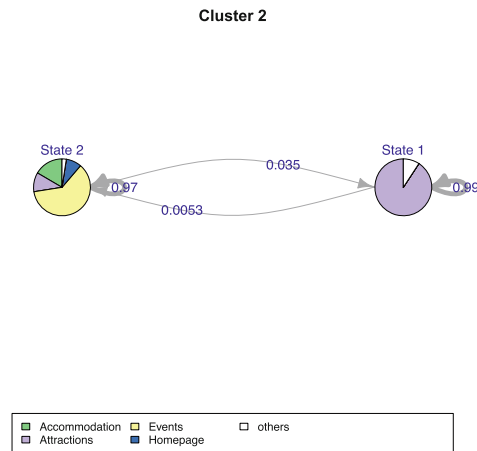 Cluster 2
State 2
State 1
0.035
0.97
0.99
0.0053
Accommodation
Events
others
Attractions
Homepage